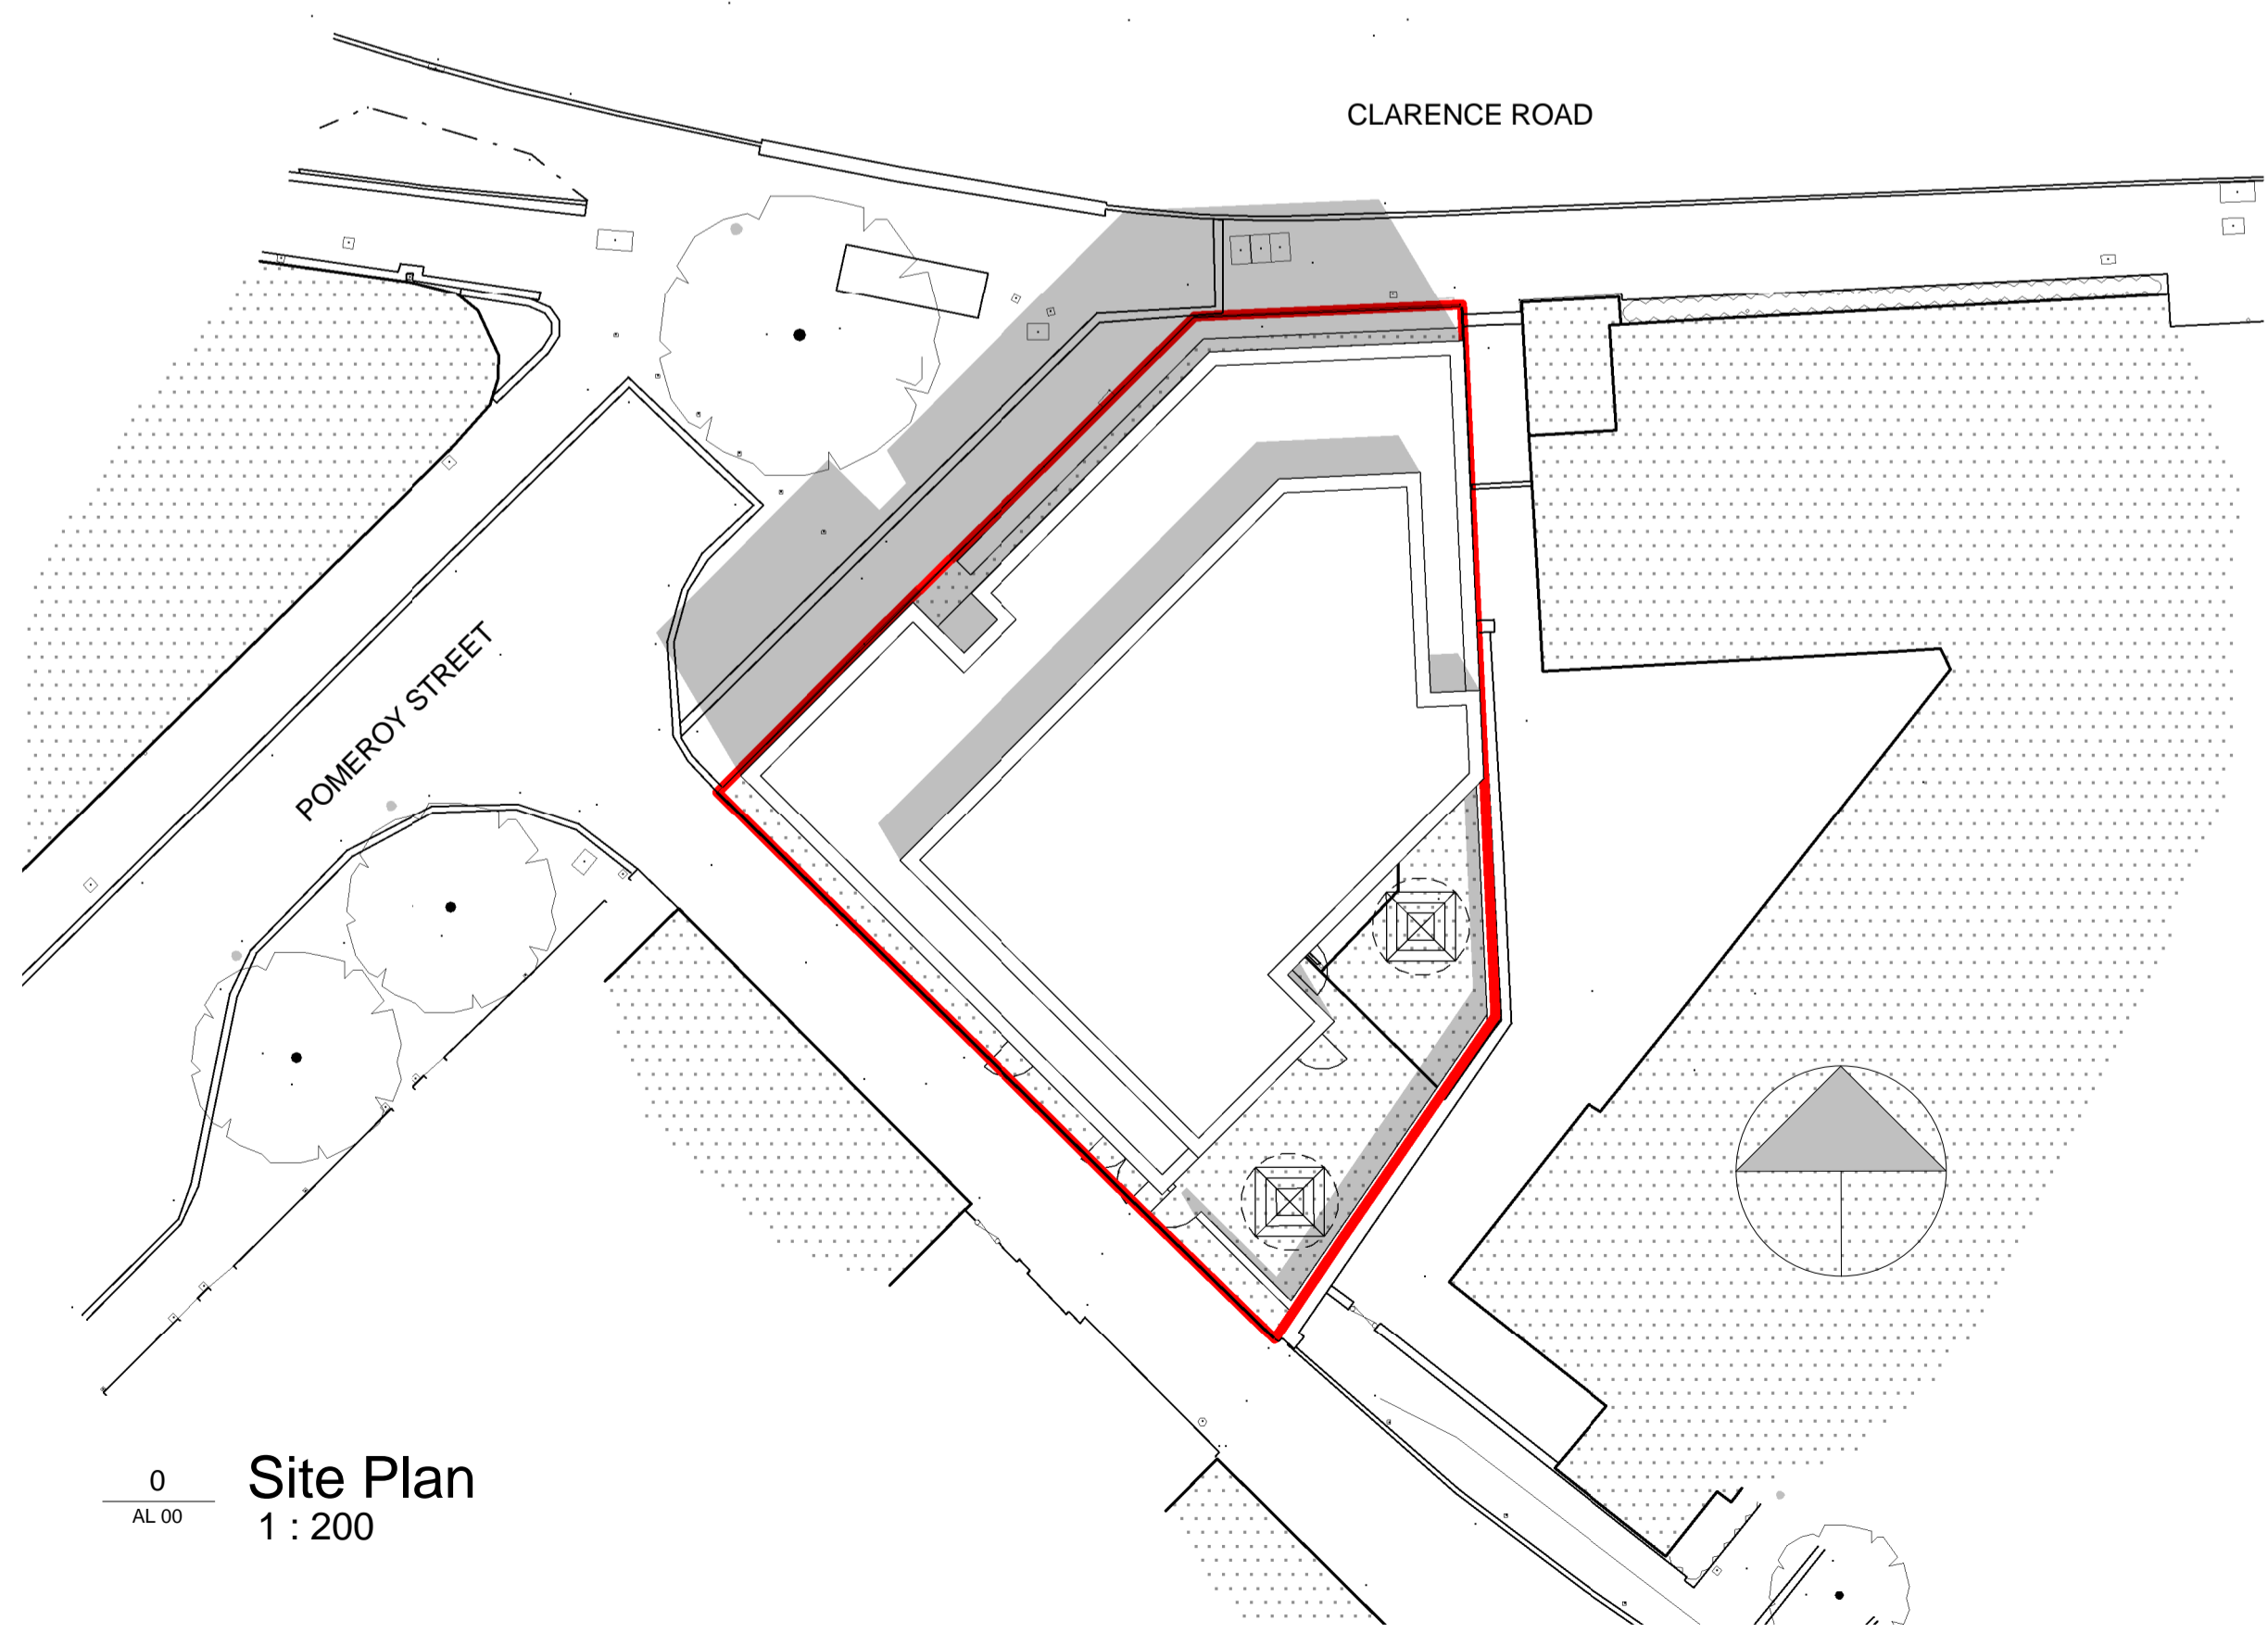 CLARENCE ROAD
POMEROY STREET
0
AL 00
Site Plan
1 : 200